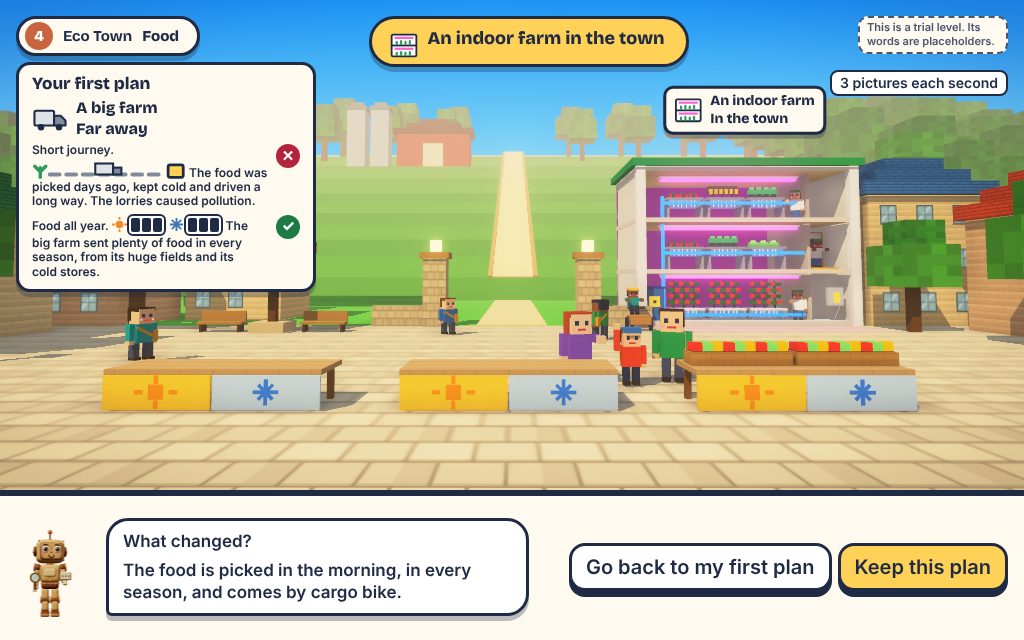 4 Eco Town Food
An indoor farm in the town
This is a trial level. Its
words are placeholders.
3 pictures each second
Your first plan
A big farm
Far away
Short journey.
The food was
picked days ago, kept cold and driven a
long way. The lorries caused pollution.
Food all year. The
big farm sent plenty of food in every
season, from its huge fields and its
cold stores.
An indoor farm
In the town
What changed?
The food is picked in the morning, in every
season, and comes by cargo bike.
Go back to my first plan
Keep this plan